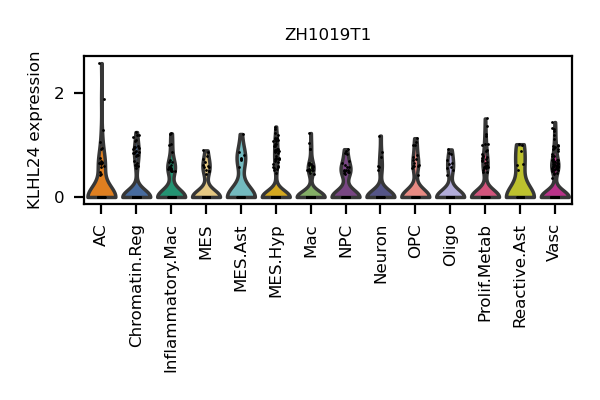 ZH1019T1
KLHL24 expression
2
0
AC
Chromatin.Reg
Inflammatory.Mac
MES
MES.Ast
MES.Hyp
Mac
NPC
Neuron
OPC
Oligo
Prolif.Metab
Reactive.Ast
Vasc